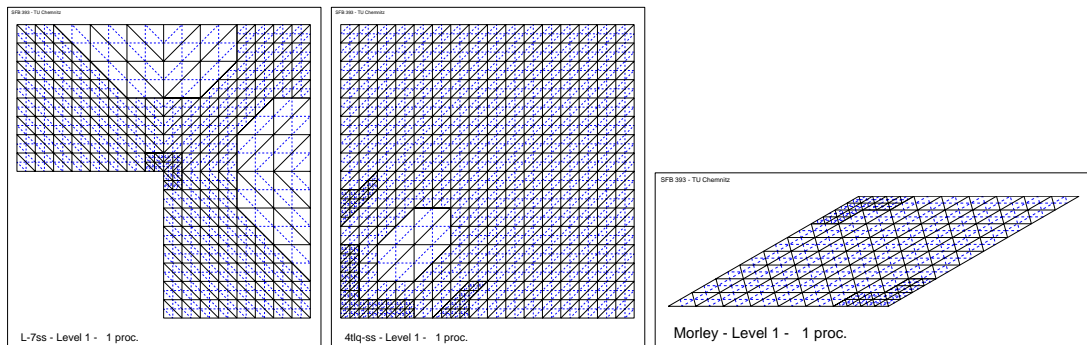 SFB 393 - TU Chemnitz
L-7ss - Level 1 - 1 proc.
SFB 393 - TU Chemnitz
4tlq-ss - Level 1 - 1 proc.
SFB 393 - TU Chemnitz
Morley - Level 1 - 1 proc.